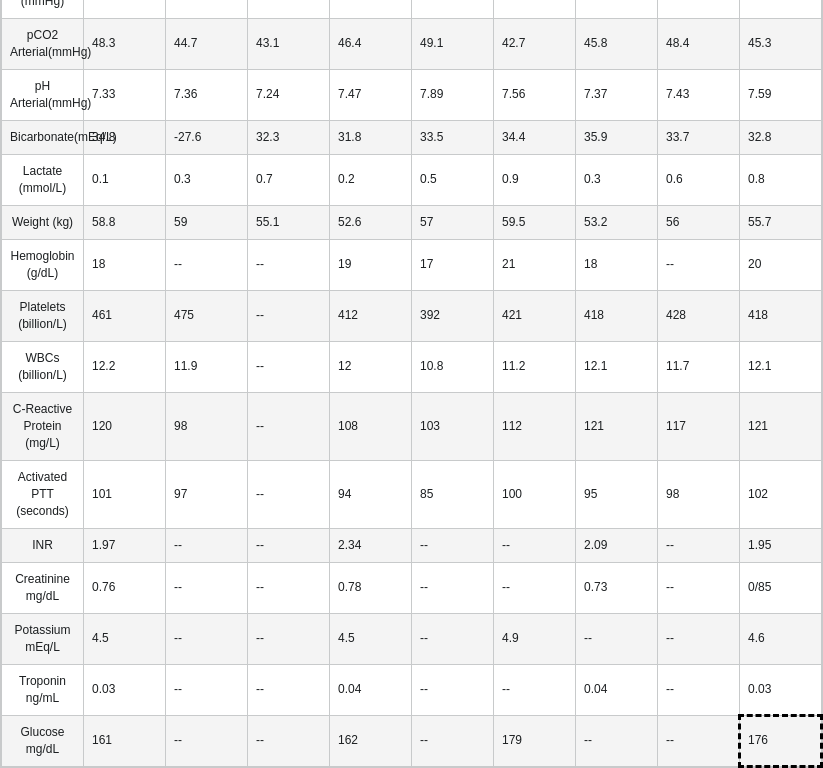 (mmHg)
pCO2 Arterial(mmHg) 48.3 44.7 43.1 46.4 49.1 42.7 45.8 48.4 45.3
pH Arterial(mmHg) 7.33 7.36 7.24 7.47 7.89 7.56 7.37 7.43 7.59
Bicarbonate(mEq/L) 34.3 -27.6 32.3 31.8 33.5 34.4 35.9 33.7 32.8
Lactate (mmol/L) 0.1 0.3 0.7 0.2 0.5 0.9 0.3 0.6 0.8
Weight (kg) 58.8 59 55.1 52.6 57 59.5 53.2 56 55.7
Hemoglobin (g/dL) 18 -- -- 19 17 21 18 -- 20
Platelets (billion/L) 461 475 -- 412 392 421 418 428 418
WBCs (billion/L) 12.2 11.9 -- 12 10.8 11.2 12.1 11.7 12.1
C-Reactive Protein (mg/L) 120 98 -- 108 103 112 121 117 121
Activated PTT (seconds) 101 97 -- 94 85 100 95 98 102
INR 1.97 -- -- 2.34 -- -- 2.09 -- 1.95
Creatinine mg/dL 0.76 -- -- 0.78 -- -- 0.73 -- 0/85
Potassium mEq/L 4.5 -- -- 4.5 -- 4.9 -- -- 4.6
Troponin ng/mL 0.03 -- -- 0.04 -- -- 0.04 -- 0.03
Glucose mg/dL 161 -- -- 162 -- 179 -- -- 176